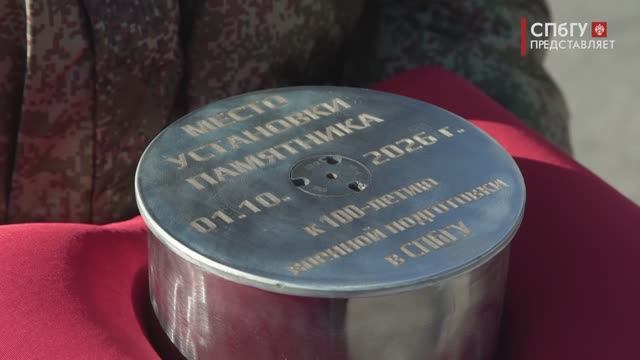 СПбГУ
ПРЕДСТАВЛЯЕТ
МЕСТО
УСТАНОВКИ
ПАМЯТНИКА
01.10. 2026 г.,
к 100-летию
военной подготовки
в СПбГУ